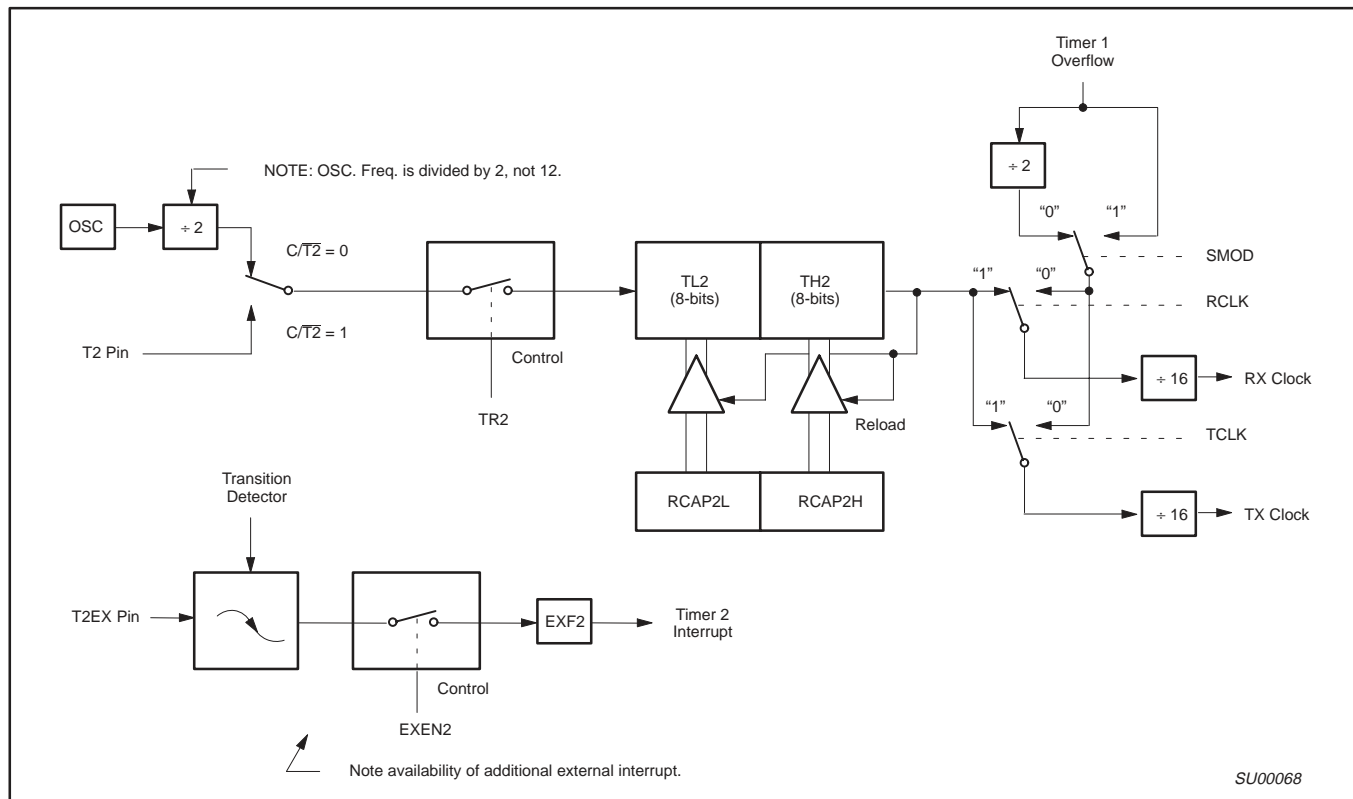 Timer 1
Overflow
NOTE: OSC. Freq. is divided by 2, not 12.
÷ 2
OSC
÷ 2
"0"
"1"
C/T2 = 0
SMOD
TL2
(8-bits)
TH2
(8-bits)
"1"
"0"
RCLK
C/T2 = 1
T2 Pin
Control
÷ 16
RX Clock
TR2
Reload
"1"
"0"
TCLK
Transition
Detector
RCAP2L
RCAP2H
÷ 16
TX Clock
T2EX Pin
EXF2
Timer 2
Interrupt
Control
EXEN2
Note availability of additional external interrupt.
SU00068